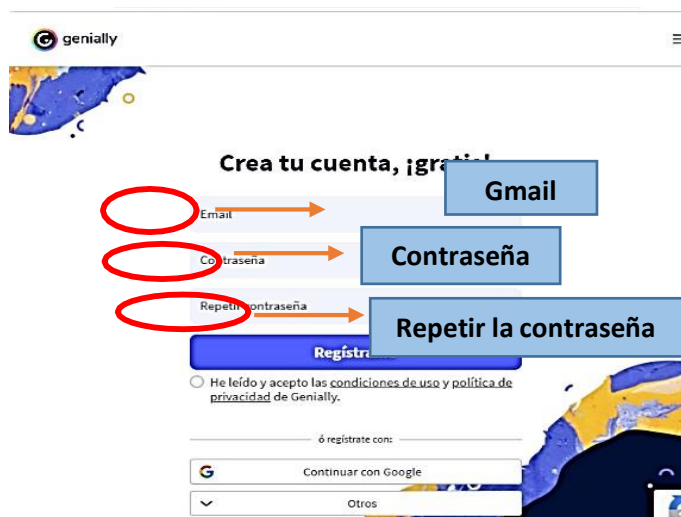 genially
Crea tu cuenta, ¡gratis!
Gmail
Email
Contraseña
Contraseña
Repetir contraseña
Repetir la contraseña
He leído y acepto las condiciones de uso y política de
privacidad de Genially.
ó regístrate con:
Continuar con Google
Otros